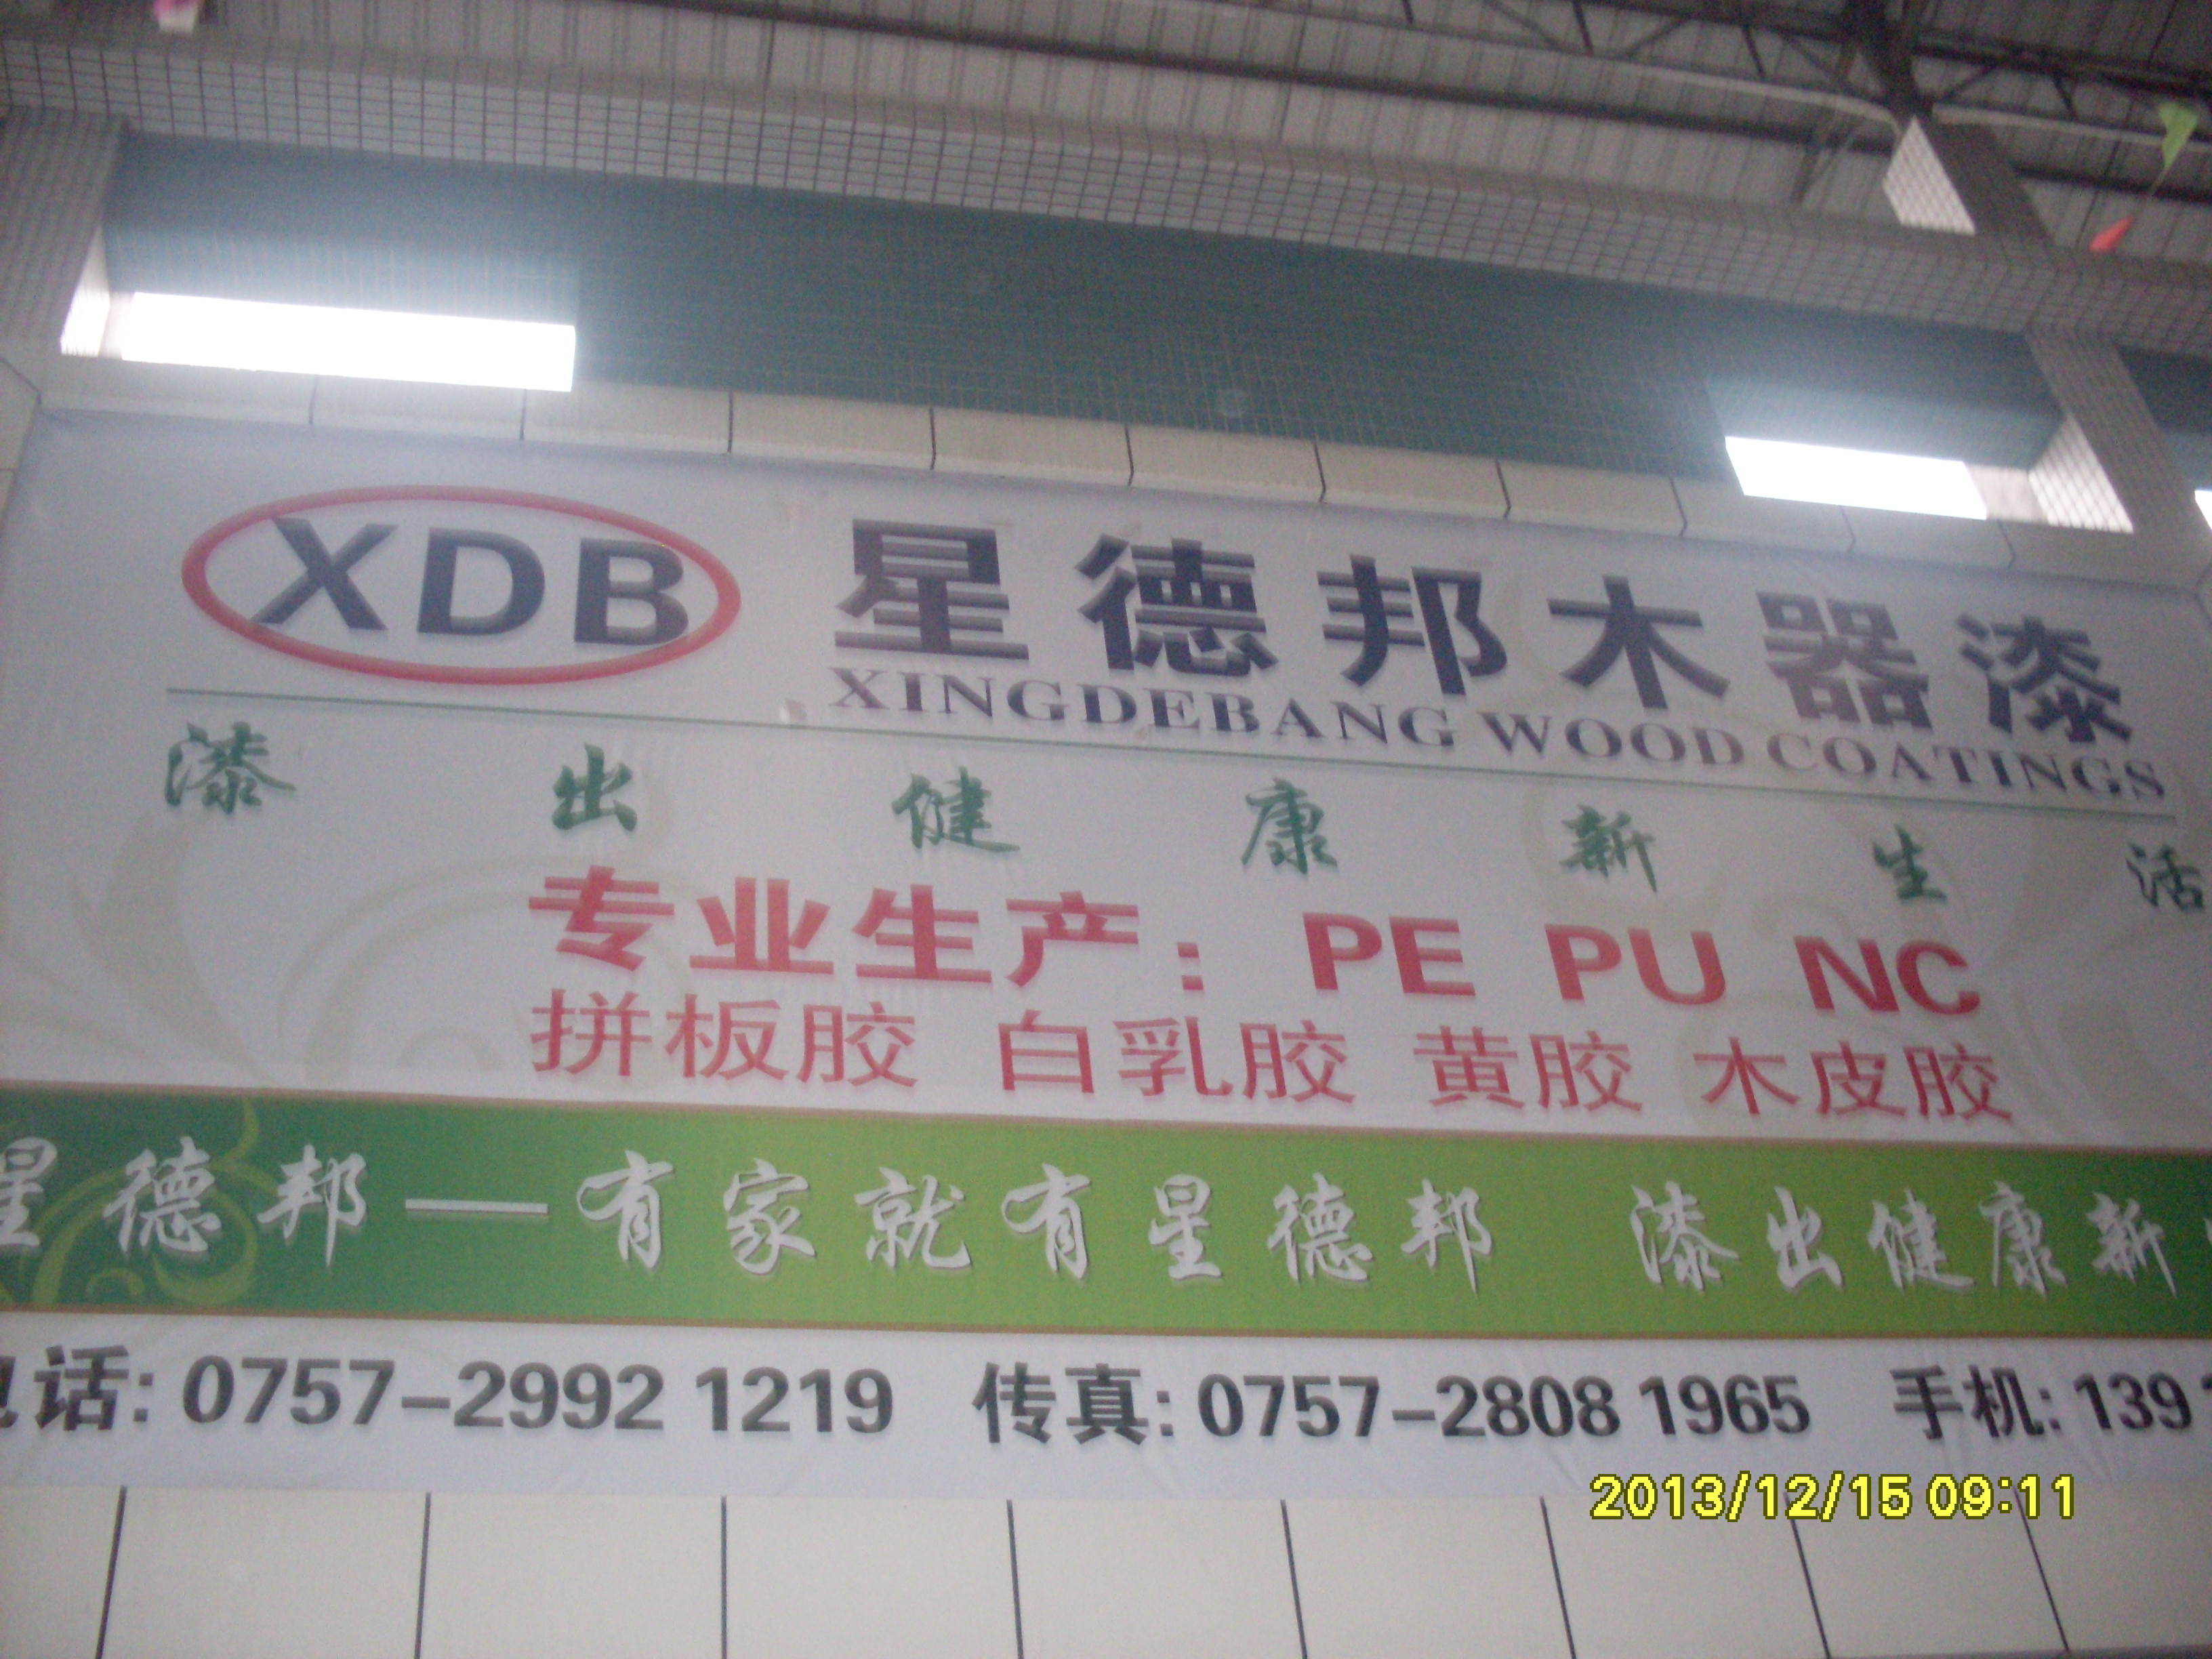 XDB 星德邦木器漆
XINGDEBANG WOOD COATINGS
漆出健康新生活
专业生产: PE PU NC
拼板胶 白乳胶 黄胶 木皮胶
星德邦—有家就有星德邦 漆出健康新
电话: 0757-2992 1219 传真: 0757-2808 1965 手机: 139
2013/12/15 09:11